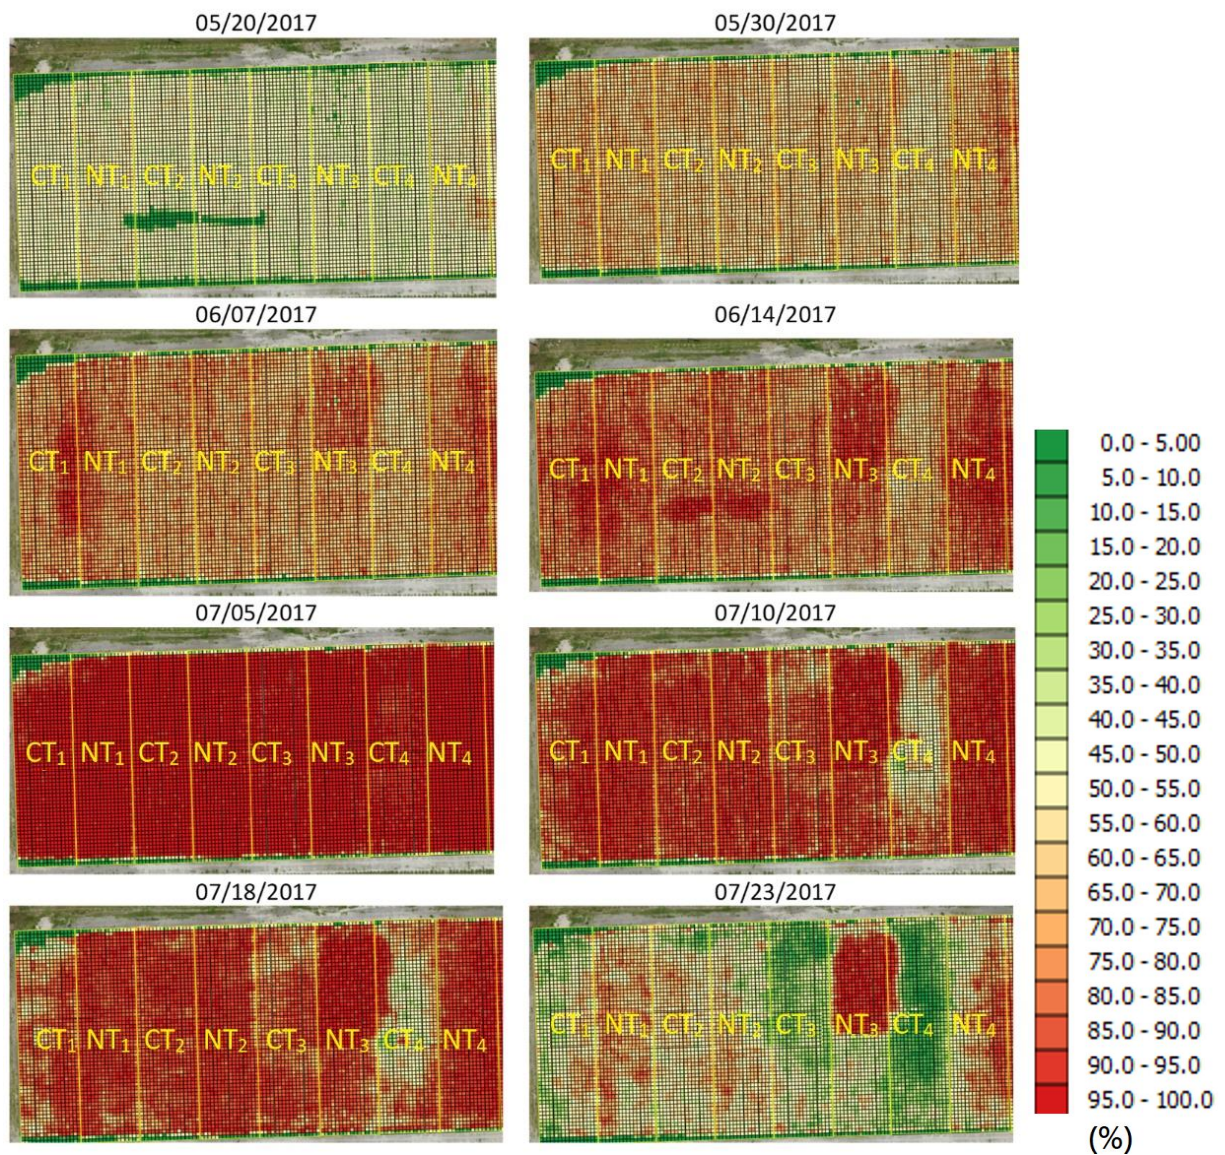 05/20/2017
05/30/2017
CT₁ NT₁ CT₂ NT₂ CT₃ NT₃ CT₄ NT₄
CT₁ NT₁ CT₂ NT₂ CT₃ NT₃ CT₄ NT₄
06/07/2017
06/14/2017
CT₁ NT₁ CT₂ NT₂ CT₃ NT₃ CT₄ NT₄
CT₁ NT₁ CT₂ NT₂ CT₃ NT₃ CT₄ NT₄
07/05/2017
07/10/2017
CT₁ NT₁ CT₂ NT₂ CT₃ NT₃ CT₄ NT₄
CT₁ NT₁ CT₂ NT₂ CT₃ NT₃ CT₄ NT₄
07/18/2017
07/23/2017
CT₁ NT₁ CT₂ NT₂ CT₃ NT₃ CT₄ NT₄
CT₁ NT₁ CT₂ NT₂ CT₃ NT₃ CT₄ NT₄
0.0 - 5.00
5.0 - 10.0
10.0 - 15.0
15.0 - 20.0
20.0 - 25.0
25.0 - 30.0
30.0 - 35.0
35.0 - 40.0
40.0 - 45.0
45.0 - 50.0
50.0 - 55.0
55.0 - 60.0
60.0 - 65.0
65.0 - 70.0
70.0 - 75.0
75.0 - 80.0
80.0 - 85.0
85.0 - 90.0
90.0 - 95.0
95.0 - 100.0
(%)